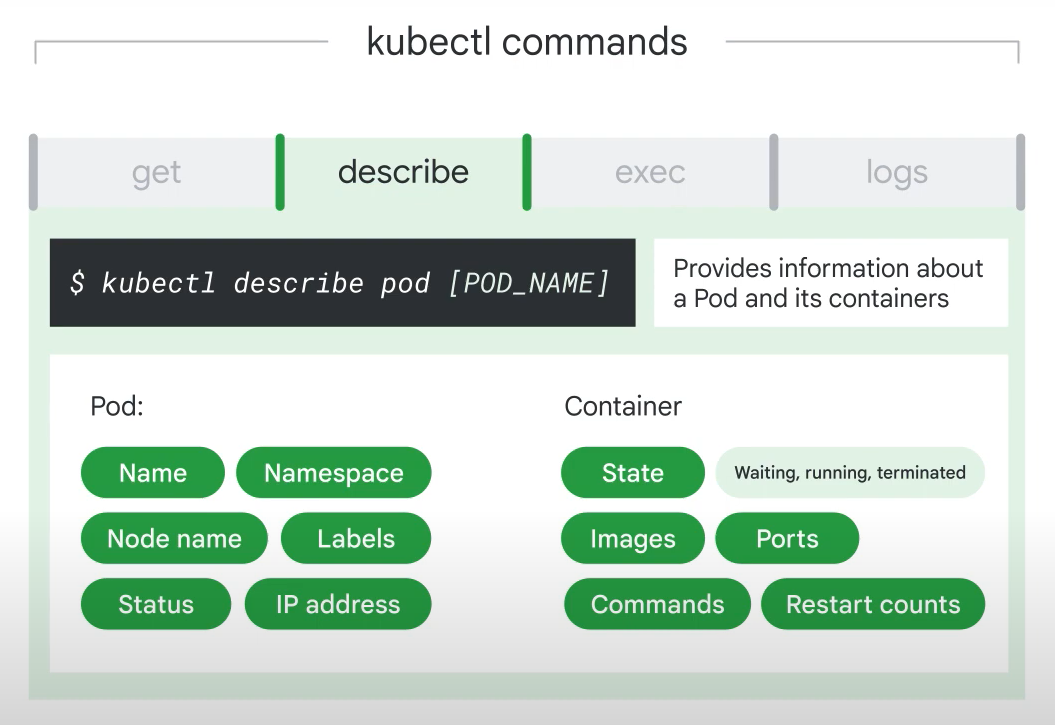 kubectl commands
get
describe
exec
logs
$ kubectl describe pod [POD_NAME]
Provides information about
a Pod and its containers
Pod:
Name
Namespace
Node name
Labels
Status
IP address
Container
State
Waiting, running, terminated
Images
Ports
Commands
Restart counts